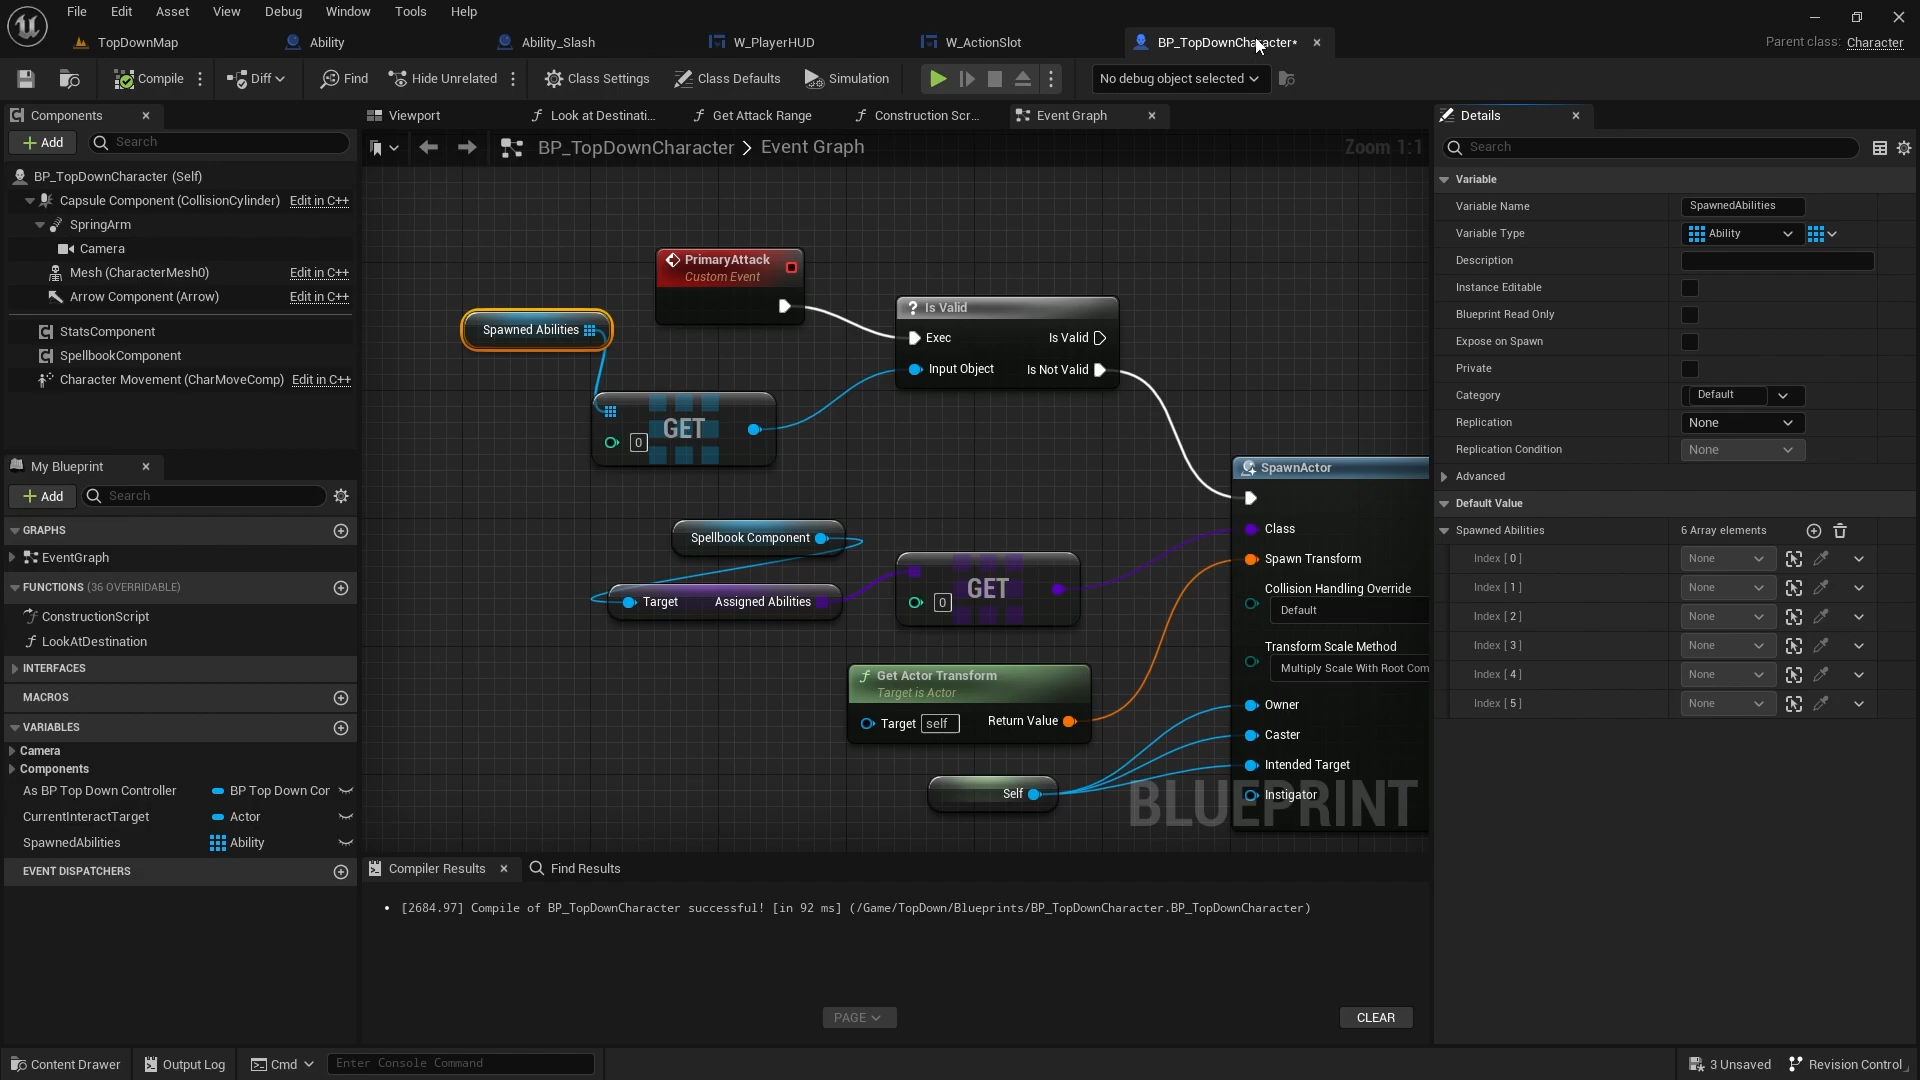 File Edit Asset View Debug Window Tools Help
TopDownMap Ability Ability_Slash W_PlayerHUD W_ActionSlot BP_TopDownCharacter* Parent class: Character
Compile Diff Find Hide Unrelated Class Settings Class Defaults Simulation No debug object selected
Components
Add Search
BP_TopDownCharacter (Self)
Capsule Component (CollisionCylinder) Edit in C++
SpringArm
Camera
Mesh (CharacterMesh0) Edit in C++
Arrow Component (Arrow) Edit in C++
StatsComponent
SpellbookComponent
Character Movement (CharMoveComp) Edit in C++
My Blueprint
Add Search
GRAPHS
EventGraph
FUNCTIONS (36 OVERRIDABLE)
ConstructionScript
LookAtDestination
INTERFACES
MACROS
VARIABLES
Camera
Components
As BP Top Down Controller BP Top Down Cor
CurrentInteractTarget Actor
SpawnedAbilities Ability
EVENT DISPATCHERS
Viewport Look at Destinati... Get Attack Range Construction Scr... Event Graph
BP_TopDownCharacter > Event Graph Zoom 1:1
PrimaryAttack
Custom Event
Spawned Abilities
Is Valid
Exec Is Valid
Input Object Is Not Valid
GET
0
Spellbook Component
Target Assigned Abilities
GET
0
Get Actor Transform
Target is Actor
Target self Return Value
Self
SpawnActor
Class
Spawn Transform
Collision Handling Override
Default
Transform Scale Method
Multiply Scale With Root Com
Owner
Caster
Intended Target
Instigator
BLUEPRINT
Compiler Results Find Results
[2684.97] Compile of BP_TopDownCharacter successful! [in 92 ms] (/Game/TopDown/Blueprints/BP_TopDownCharacter.BP_TopDownCharacter)
PAGE CLEAR
Details
Search
Variable
Variable Name SpawnedAbilities
Variable Type Ability
Description
Instance Editable
Blueprint Read Only
Expose on Spawn
Private
Category Default
Replication None
Replication Condition None
Advanced
Default Value
Spawned Abilities 6 Array elements
Index [ 0 ] None
Index [ 1 ] None
Index [ 2 ] None
Index [ 3 ] None
Index [ 4 ] None
Index [ 5 ] None
Content Drawer Output Log Cmd Enter Console Command 3 Unsaved Revision Control